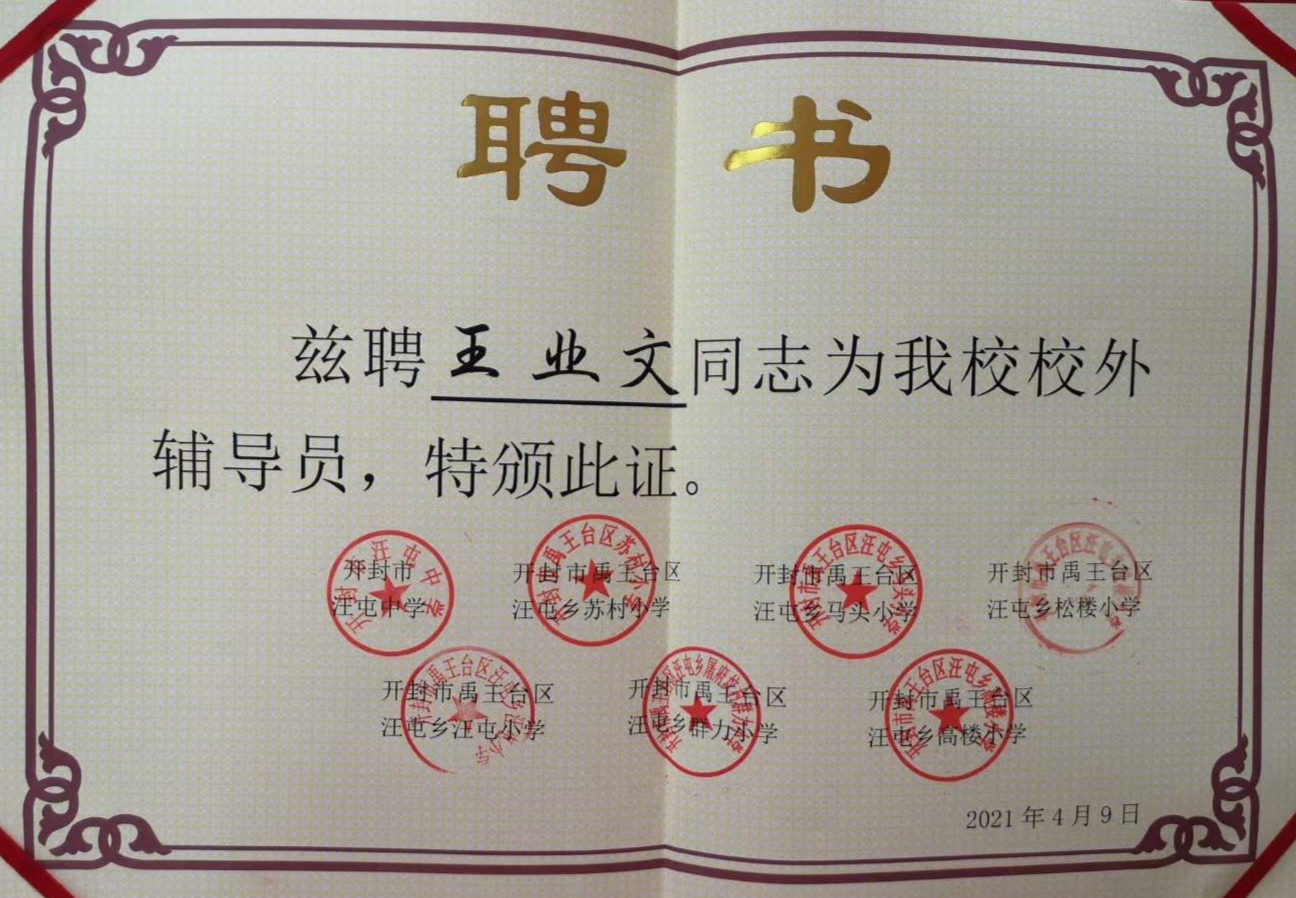 聘 书
兹聘 王 业 文 同志为我校校外
辅导员，特颁此证。
开封市
汪屯中学
开封市禹王台区
汪屯乡苏村小学
开封市禹王台区
汪屯乡马头小学
开封市禹王台区
汪屯乡松楼小学
开封市禹王台区
汪屯乡汪屯小学
开封市禹王台区
汪屯乡群力小学
开封市禹王台区
汪屯乡高楼小学
2021年4月9日
开封汪屯中学